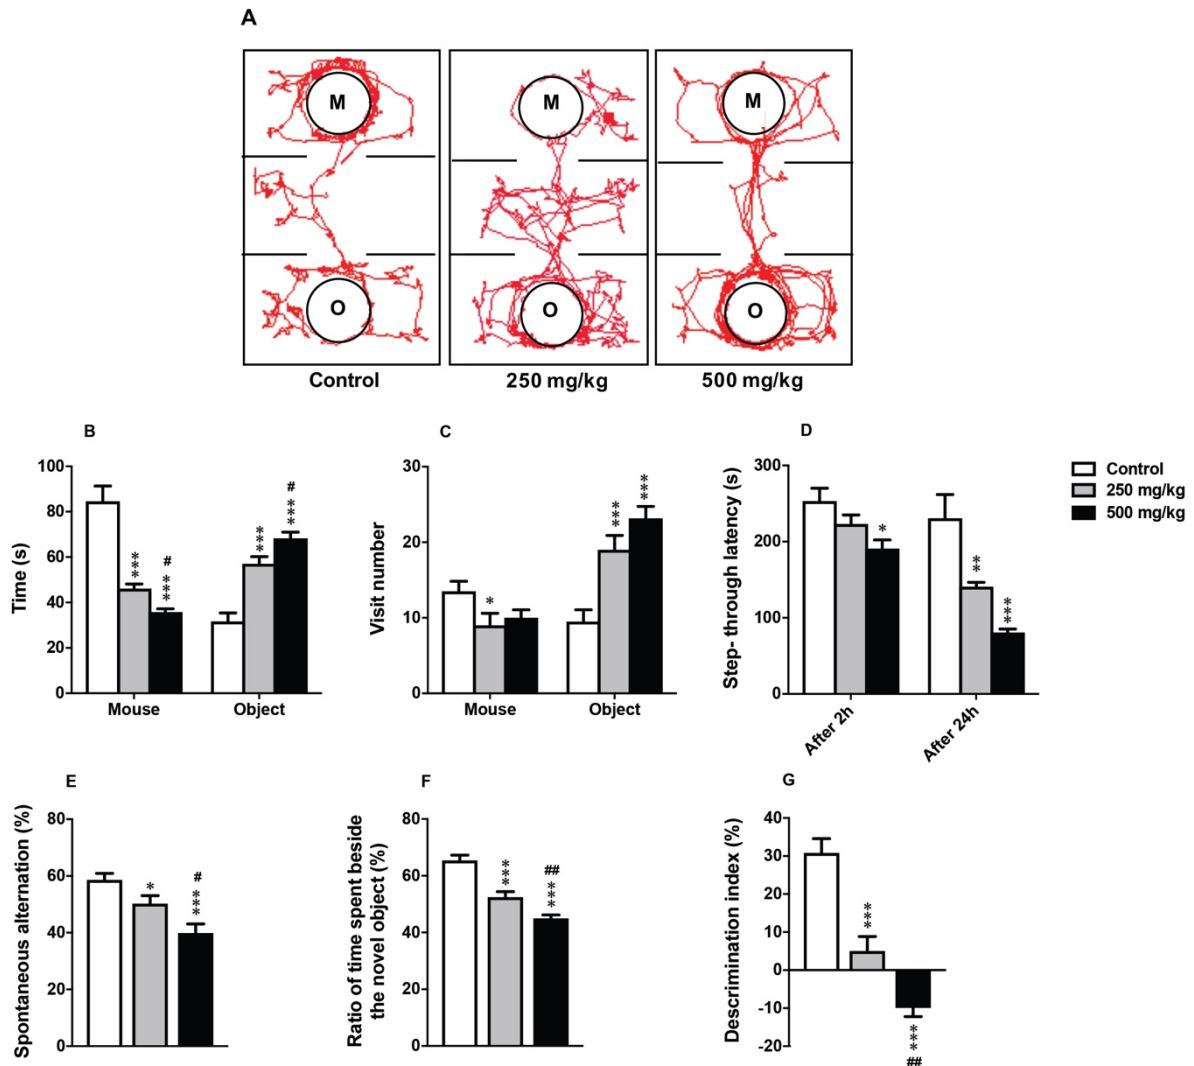 A
M
M
M
O
O
O
Control
250 mg/kg
500 mg/kg
B
Time (s)
100
80
60
40
20
0
***
***
#
***
***
#
Mouse
Object
C
Visit number
30
20
10
0
*
***
***
Mouse
Object
D
Step- through latency (s)
300
200
100
0
*
**
***
After 2h
After 24h
Control
250 mg/kg
500 mg/kg
E
Spontaneous alternation (%)
80
60
40
20
0
*
#
***
F
Ratio of time spent beside
the novel object (%)
80
60
40
20
0
***
##
***
G
Descrimination index (%)
40
30
20
10
0
-10
-20
***
***
##